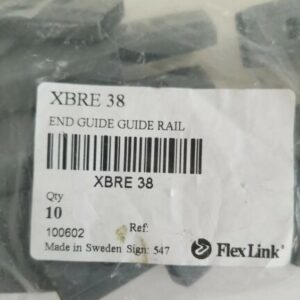 XBRE 38
END GUIDE GUIDE RAIL
XBRE 38
Qty
10
Ref:
100602
Made in Sweden Sign: 547
FlexLink®